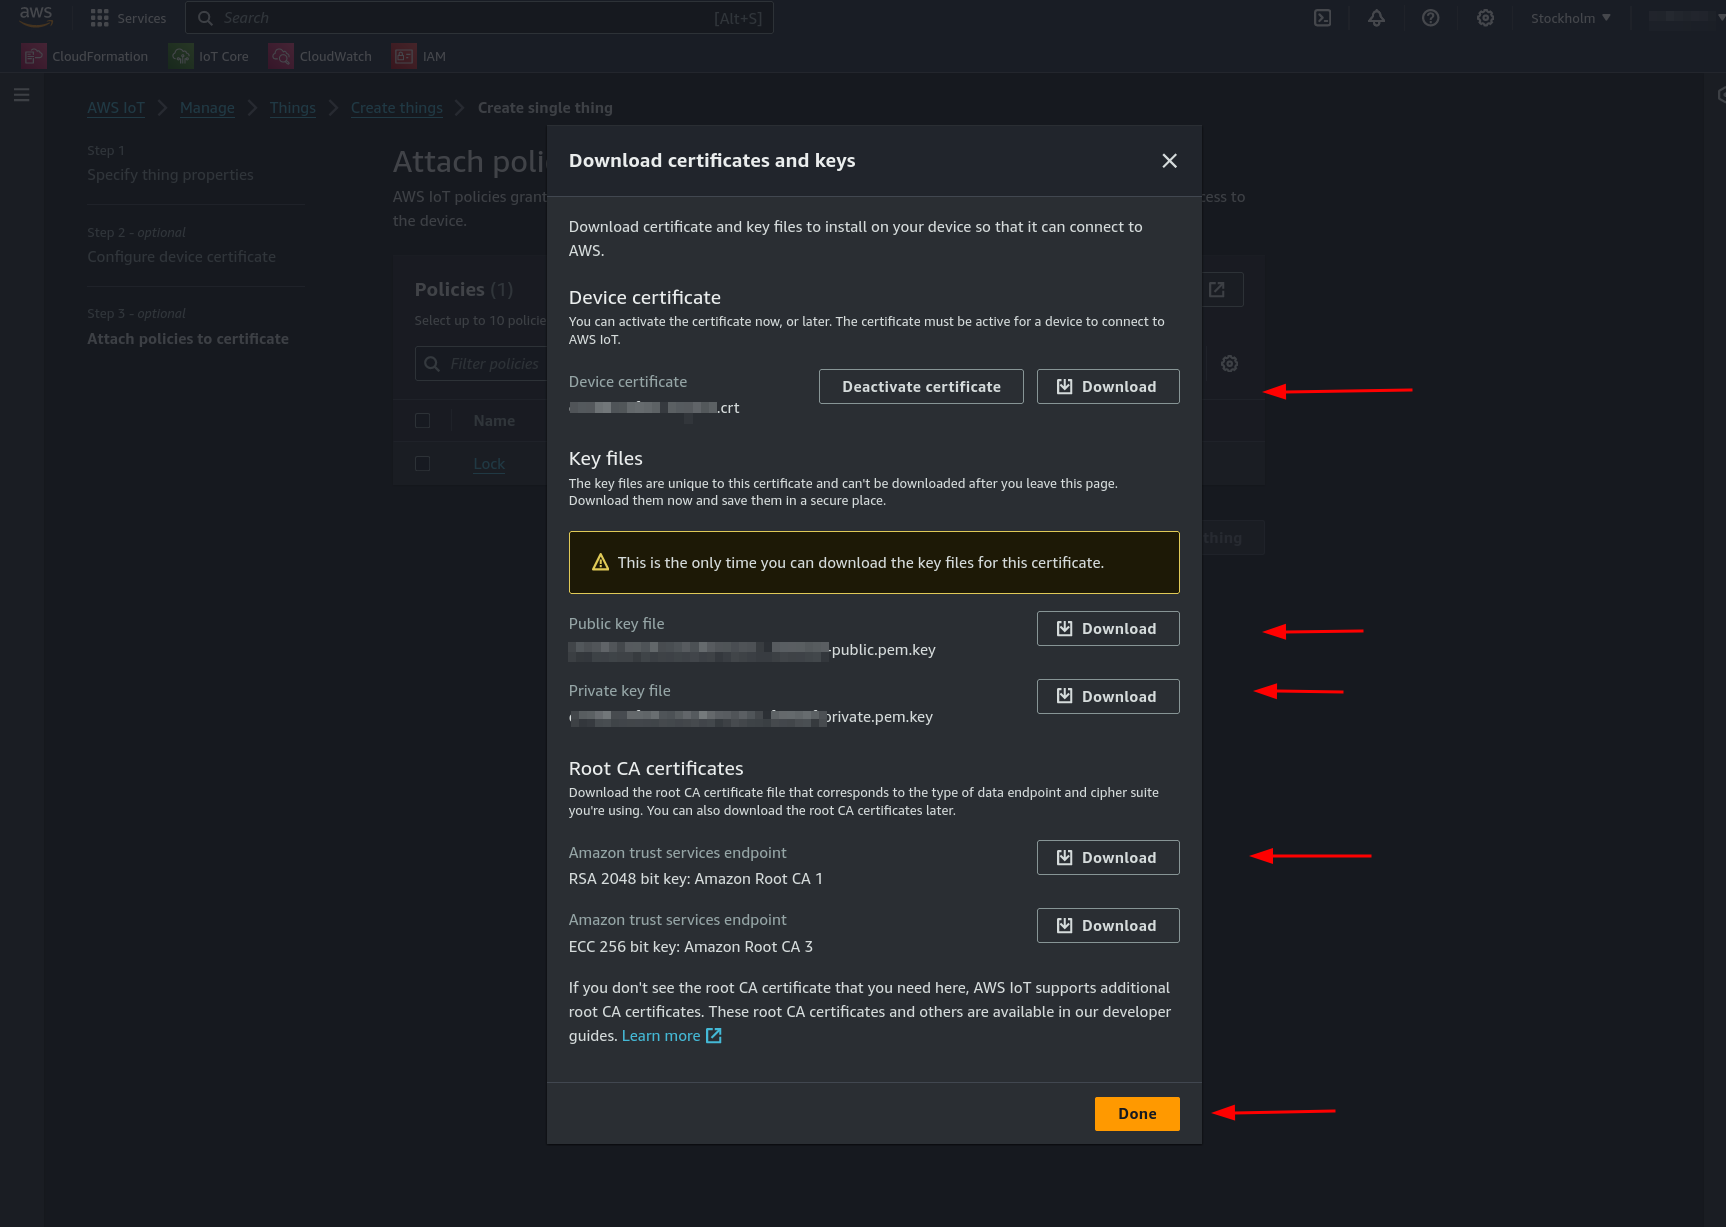 aws
Services
Search
[Alt+S]
Stockholm
CloudFormation
IoT Core
CloudWatch
IAM
AWS IoT
Manage
Things
Create things
Create single thing
Step 1
Specify thing properties
Step 2 - optional
Configure device certificate
Step 3 - optional
Attach policies to certificate
Attach polic
AWS IoT policies grant
cess to
the device.
Policies (1)
Select up to 10 policie
Filter policies
Name
Lock
thing
Download certificates and keys
Download certificate and key files to install on your device so that it can connect to
AWS.
Device certificate
You can activate the certificate now, or later. The certificate must be active for a device to connect to
AWS IoT.
Device certificate
.crt
Deactivate certificate
Download
Key files
The key files are unique to this certificate and can't be downloaded after you leave this page.
Download them now and save them in a secure place.
This is the only time you can download the key files for this certificate.
Public key file
-public.pem.key
Download
Private key file
private.pem.key
Download
Root CA certificates
Download the root CA certificate file that corresponds to the type of data endpoint and cipher suite
you're using. You can also download the root CA certificates later.
Amazon trust services endpoint
RSA 2048 bit key: Amazon Root CA 1
Download
Amazon trust services endpoint
ECC 256 bit key: Amazon Root CA 3
Download
If you don't see the root CA certificate that you need here, AWS IoT supports additional
root CA certificates. These root CA certificates and others are available in our developer
guides. Learn more
Done